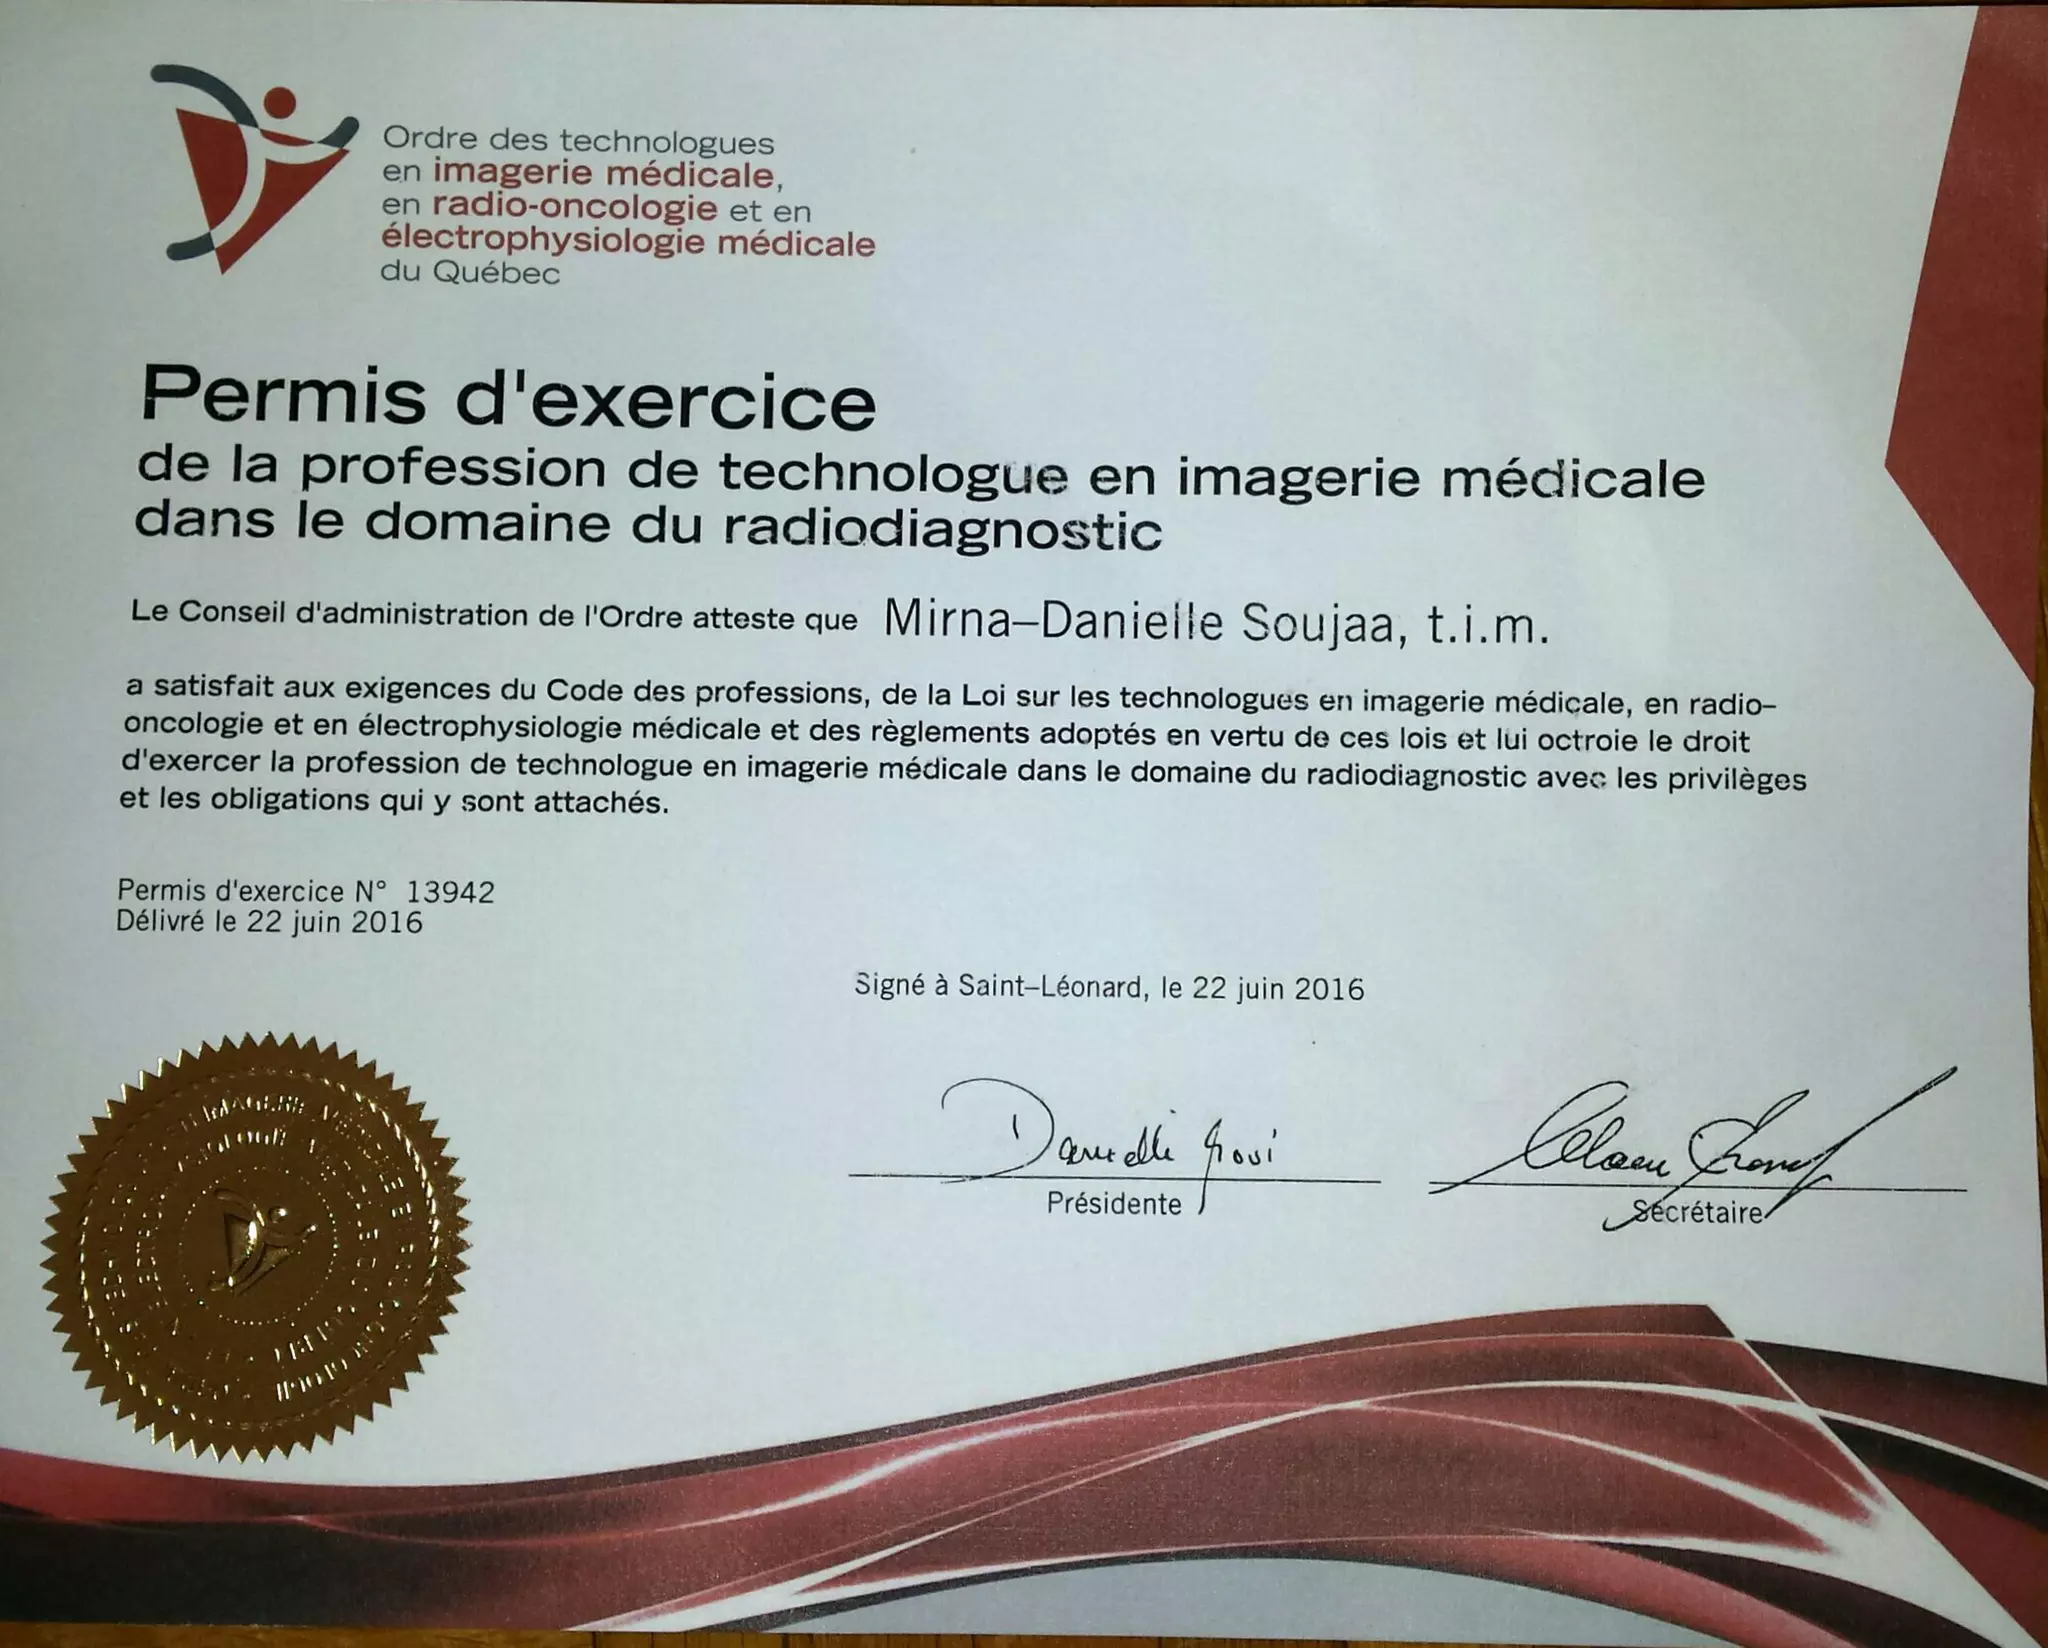 Ordre des technologues
en imagerie médicale,
en radio-oncologie et en
électrophysiologie médicale
du Québec
Permis d'exercice
de la profession de technologue en imagerie médicale
dans le domaine du radiodiagnostic
Le Conseil d'administration de l'Ordre atteste que Mirna-Danielle Soujaa, t.i.m.
a satisfait aux exigences du Code des professions, de la Loi sur les technologues en imagerie médicale, en radio-
oncologie et en électrophysiologie médicale et des règlements adoptés en vertu de ces lois et lui octroie le droit
d'exercer la profession de technologue en imagerie médicale dans le domaine du radiodiagnostic avec les privilèges
et les obligations qui y sont attachés.
Permis d'exercice N° 13942
Délivré le 22 juin 2016
Signé à Saint-Léonard, le 22 juin 2016
Danielle
Présidente
Secrétaire
IMAGERIE